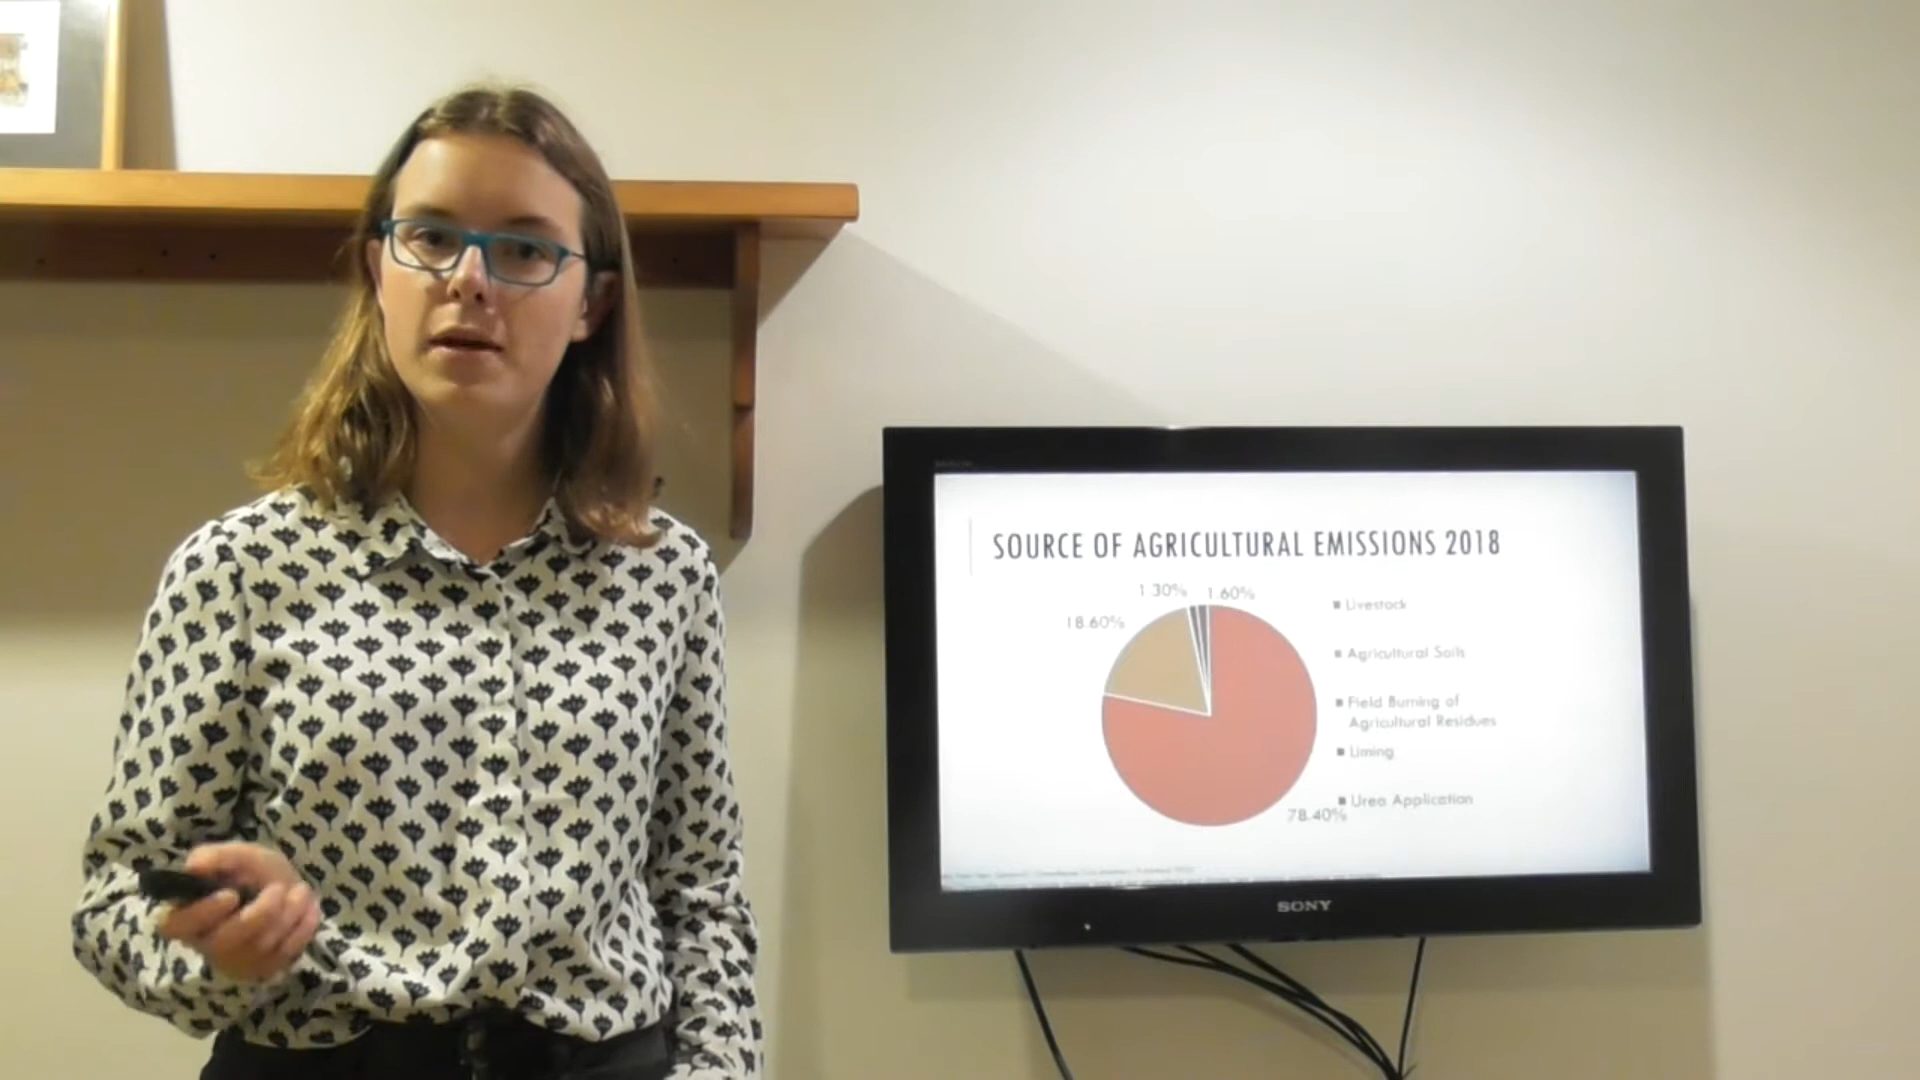 SOURCE OF AGRICULTURAL EMISSIONS 2018
1.30%
1.60%
18.60%
78.40%
Livestock
Agricultural Soils
Field Burning of
Agricultural Residues
Liming
Urea Application
SONY